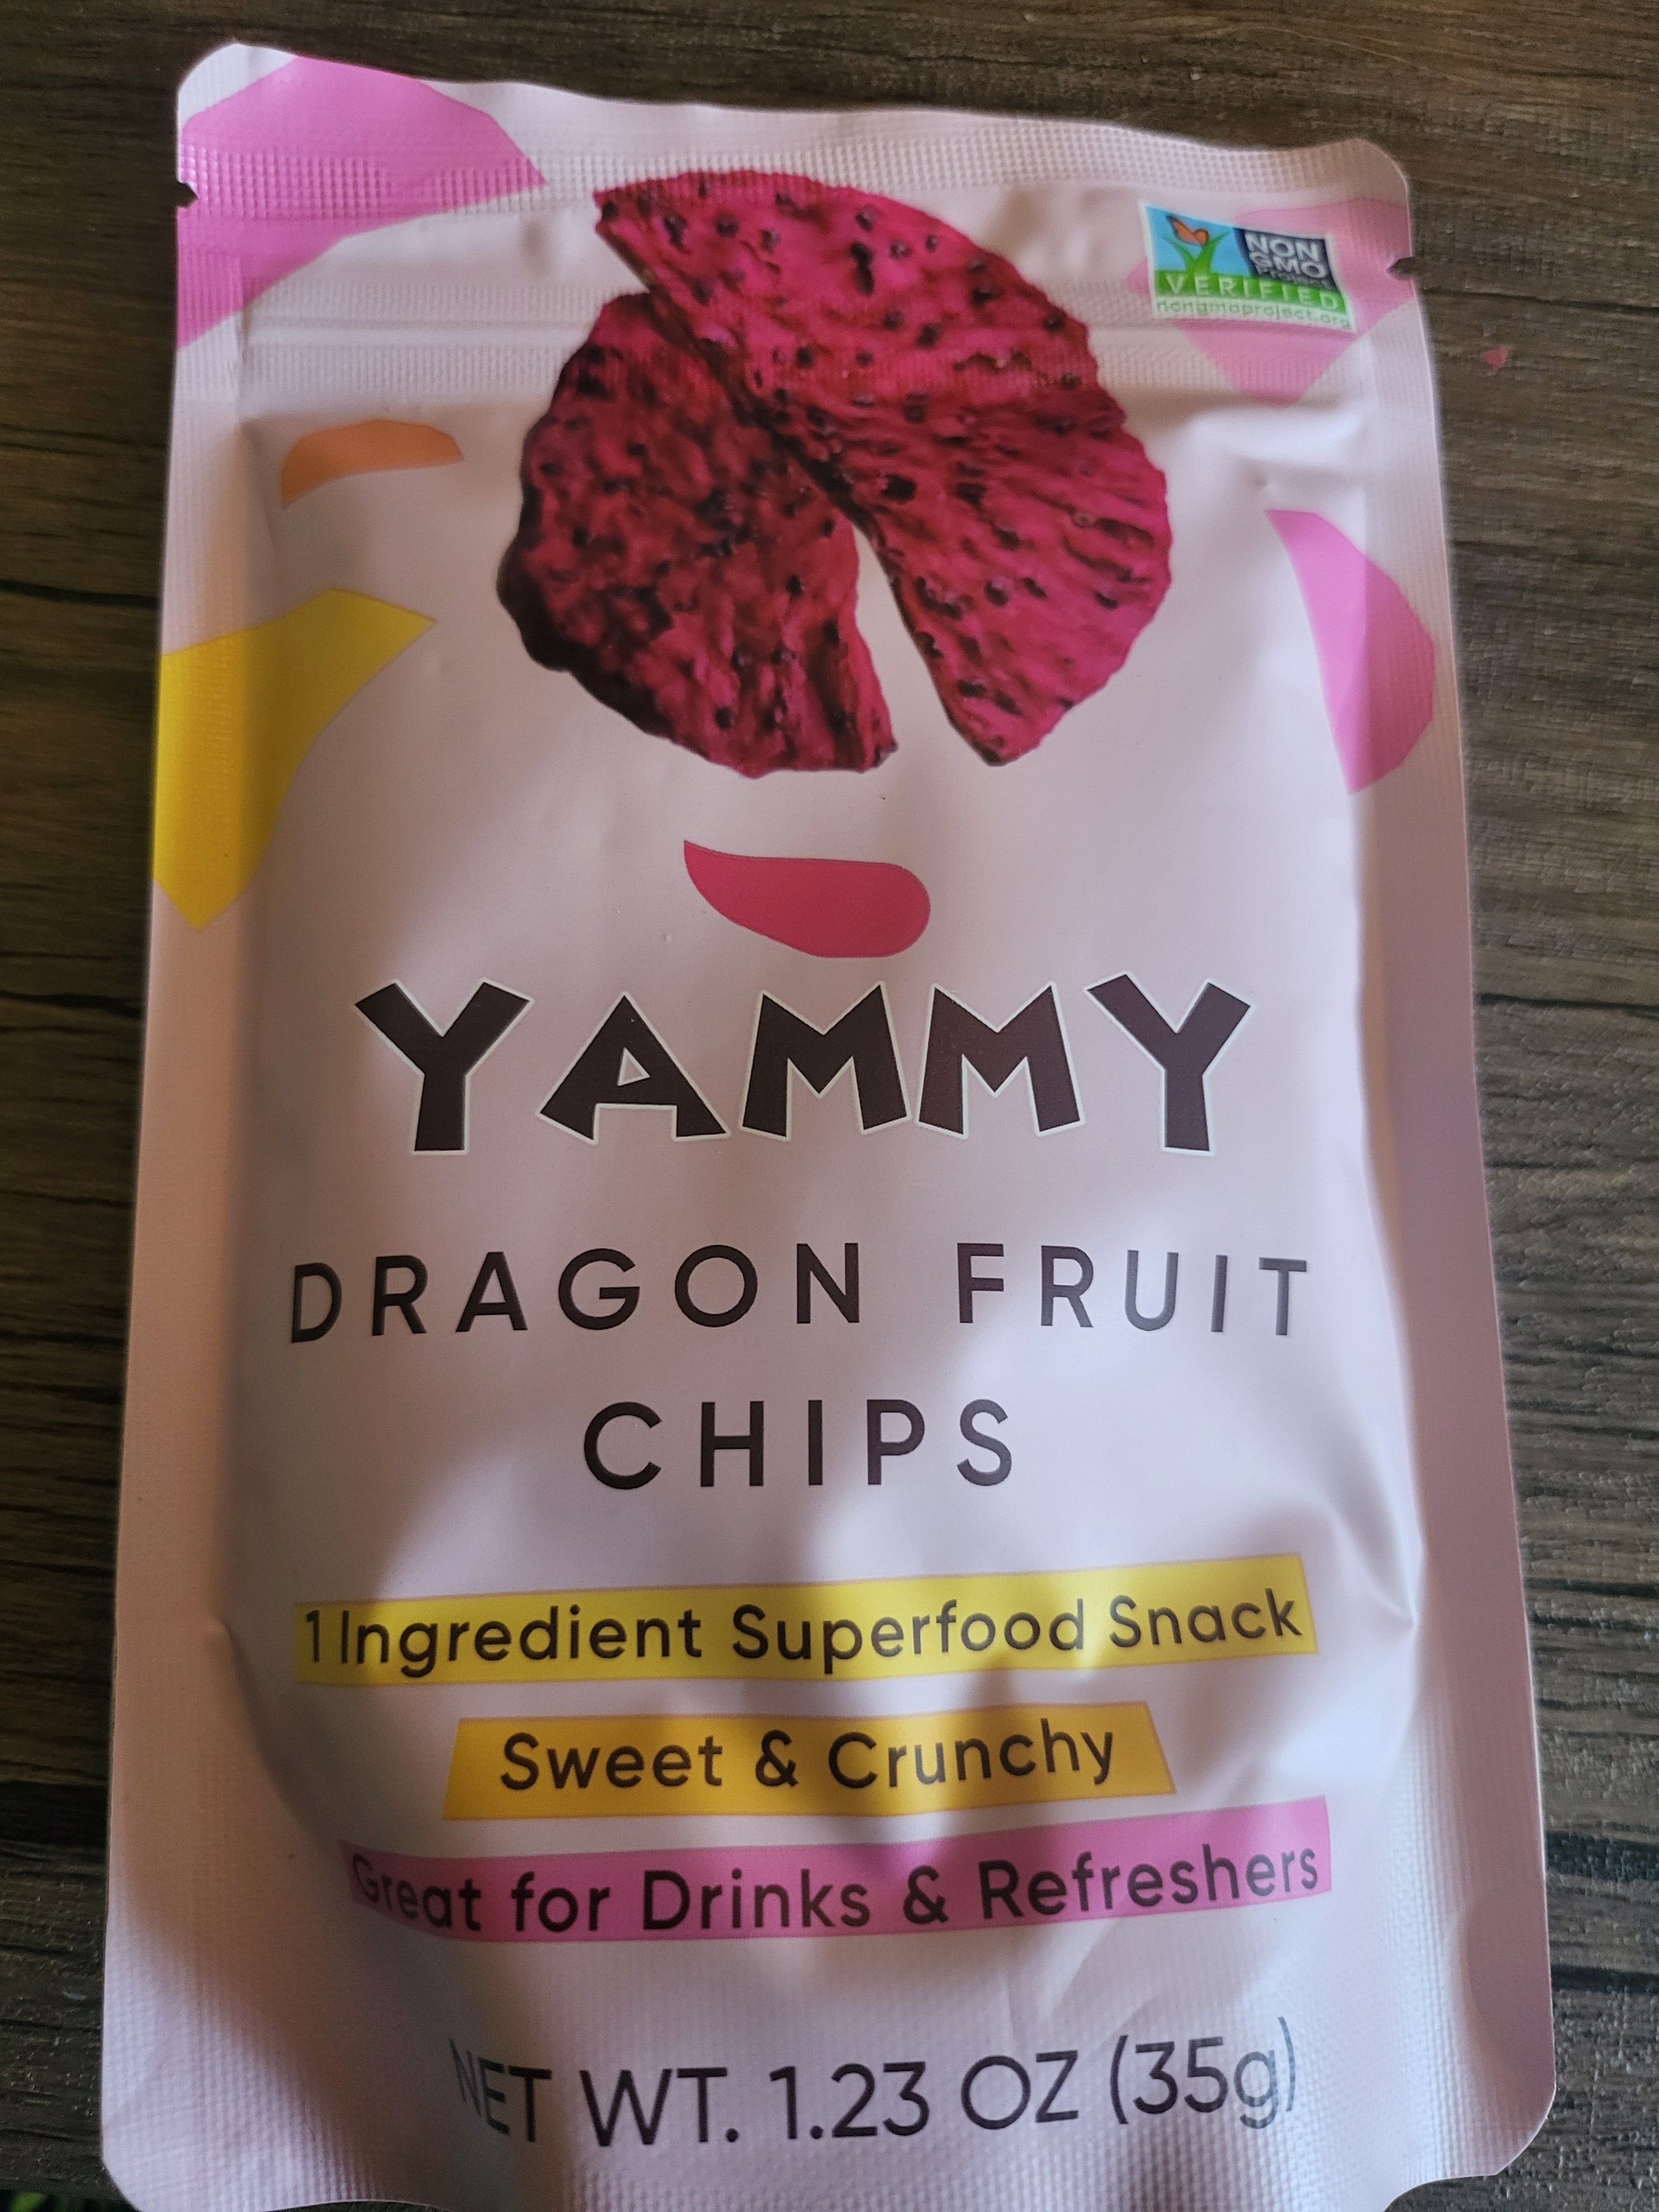 NON
GMO
Project
VERIFIED
nongmoproject.org
YAMMY
DRAGON FRUIT
CHIPS
1 Ingredient Superfood Snack
Sweet & Crunchy
Great for Drinks & Refreshers
NET WT. 1.23 OZ (35g)